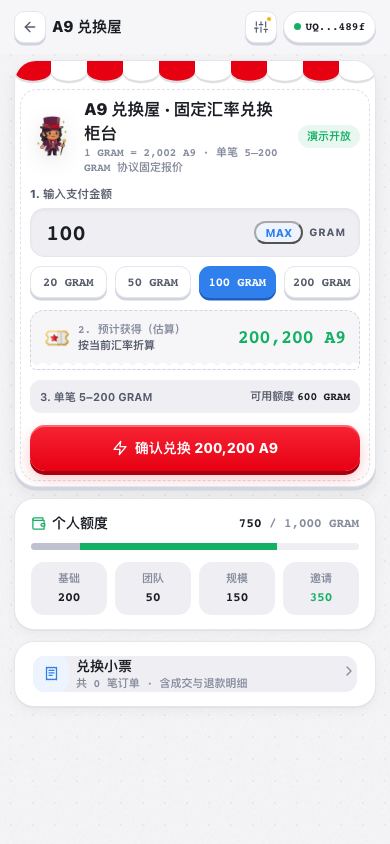 A9 兑换屋
UQ...489f
A9 兑换屋 · 固定汇率兑换
柜台
演示开放
1 GRAM = 2,002 A9 · 单笔 5–200
GRAM 协议固定报价
1. 输入支付金额
100 MAX GRAM
20 GRAM 50 GRAM 100 GRAM 200 GRAM
2. 预计获得（估算）
按当前汇率折算
200,200 A9
3. 单笔 5–200 GRAM 可用额度 600 GRAM
确认兑换 200,200 A9
个人额度 750 / 1,000 GRAM
基础 团队 规模 邀请
200 50 150 350
兑换小票
共 0 笔订单 · 含成交与退款明细